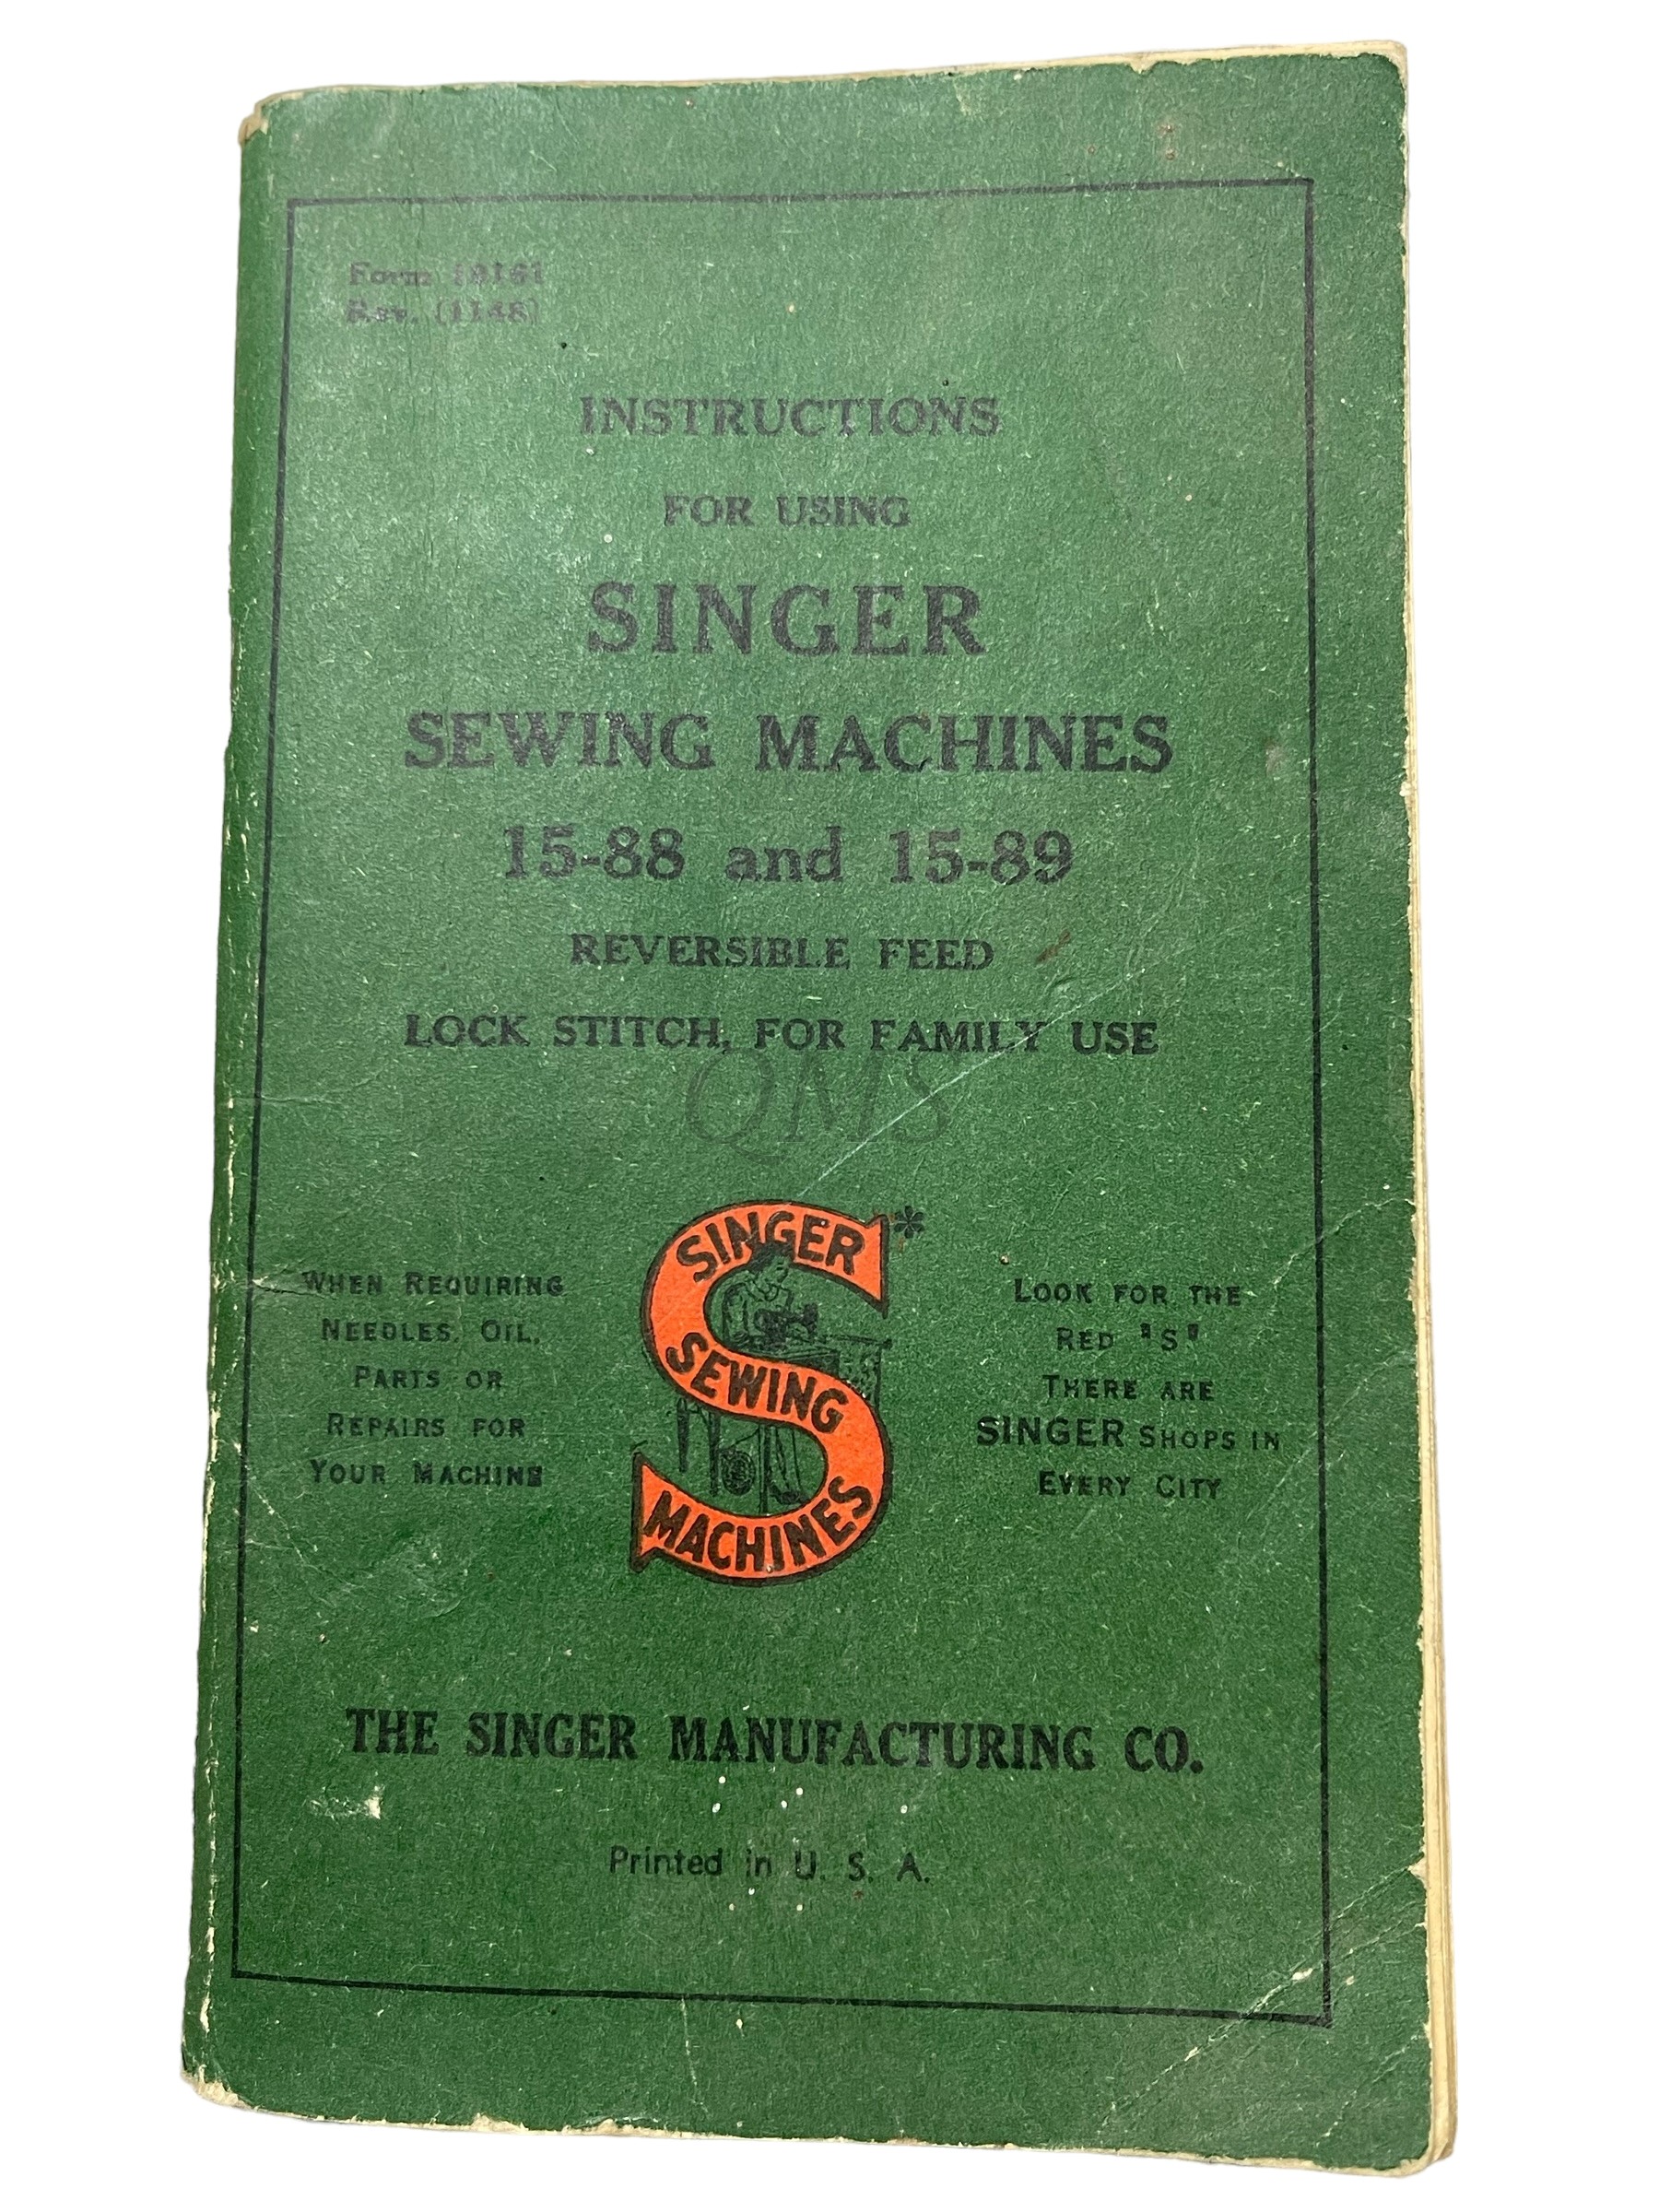 Form
Rev.
INSTRUCTIONS
FOR USING
SINGER
SEWING MACHINES
15-88 and 15-89
REVERSIBLE FEED
LOCK STITCH, FOR FAMILY USE
QMS
WHEN REQUIRING
NEEDLES, OIL,
PARTS OR
REPAIRS FOR
YOUR MACHINE
SINGER*
SEWING
MACHINES
LOOK FOR THE
RED "S"
THERE ARE
SINGER SHOPS IN
EVERY CITY
THE SINGER MANUFACTURING CO.
Printed in U. S. A.